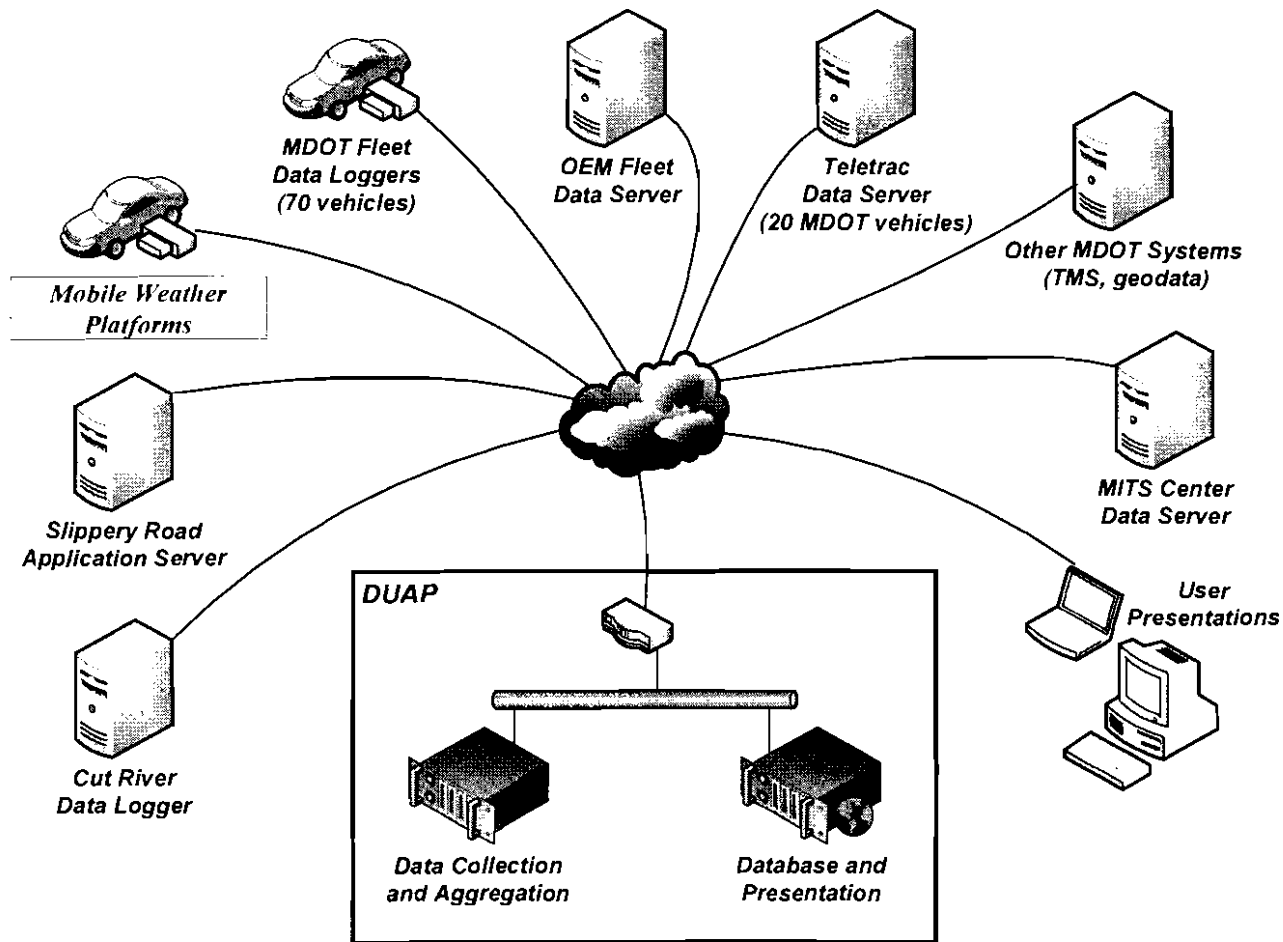 MDOT Fleet
Data Loggers
(70 vehicles)
OEM Fleet
Data Server
Teletrac
Data Server
(20 MDOT vehicles)
Other MDOT Systems
(TMS, geodata)
Mobile Weather
Platforms
Slippery Road
Application Server
MITS Center
Data Server
Cut River
Data Logger
User
Presentations
DUAP
Data Collection
and Aggregation
Database and
Presentation